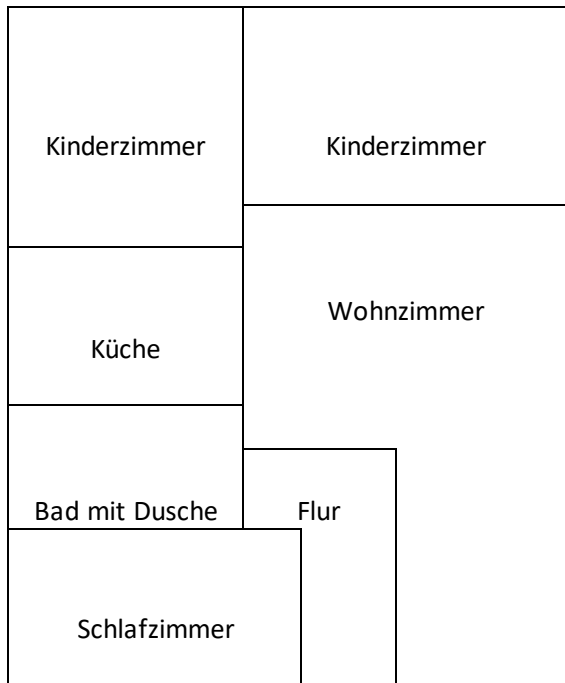 Kinderzimmer
Kinderzimmer
Wohnzimmer
Küche
Bad mit Dusche
Flur
Schlafzimmer